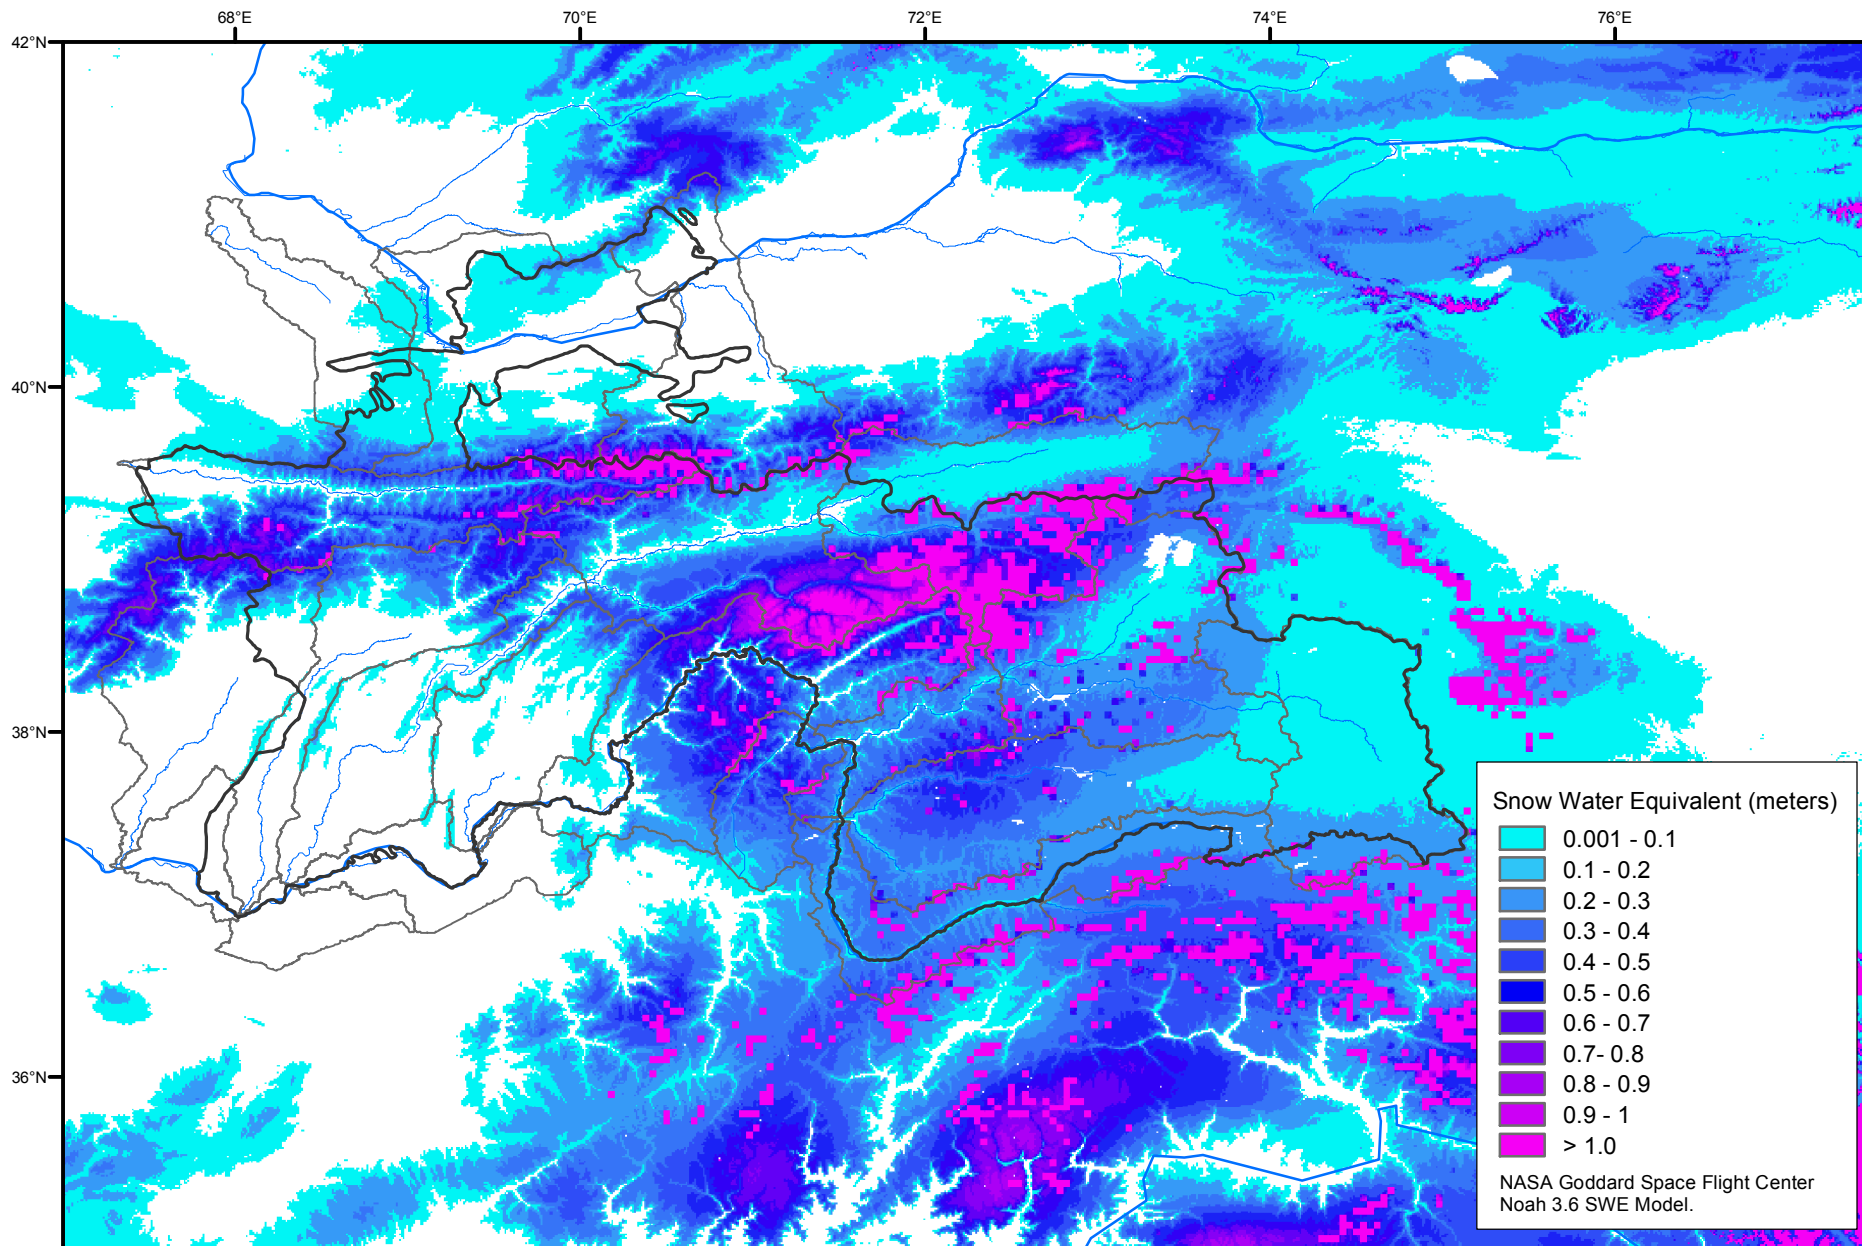 68°E
70°E
72°E
74°E
76°E
42°N
40°N
38°N
36°N
Snow Water Equivalent (meters)
0.001 - 0.1
0.1 - 0.2
0.2 - 0.3
0.3 - 0.4
0.4 - 0.5
0.5 - 0.6
0.6 - 0.7
0.7- 0.8
0.8 - 0.9
0.9 - 1
> 1.0
NASA Goddard Space Flight Center
Noah 3.6 SWE Model.